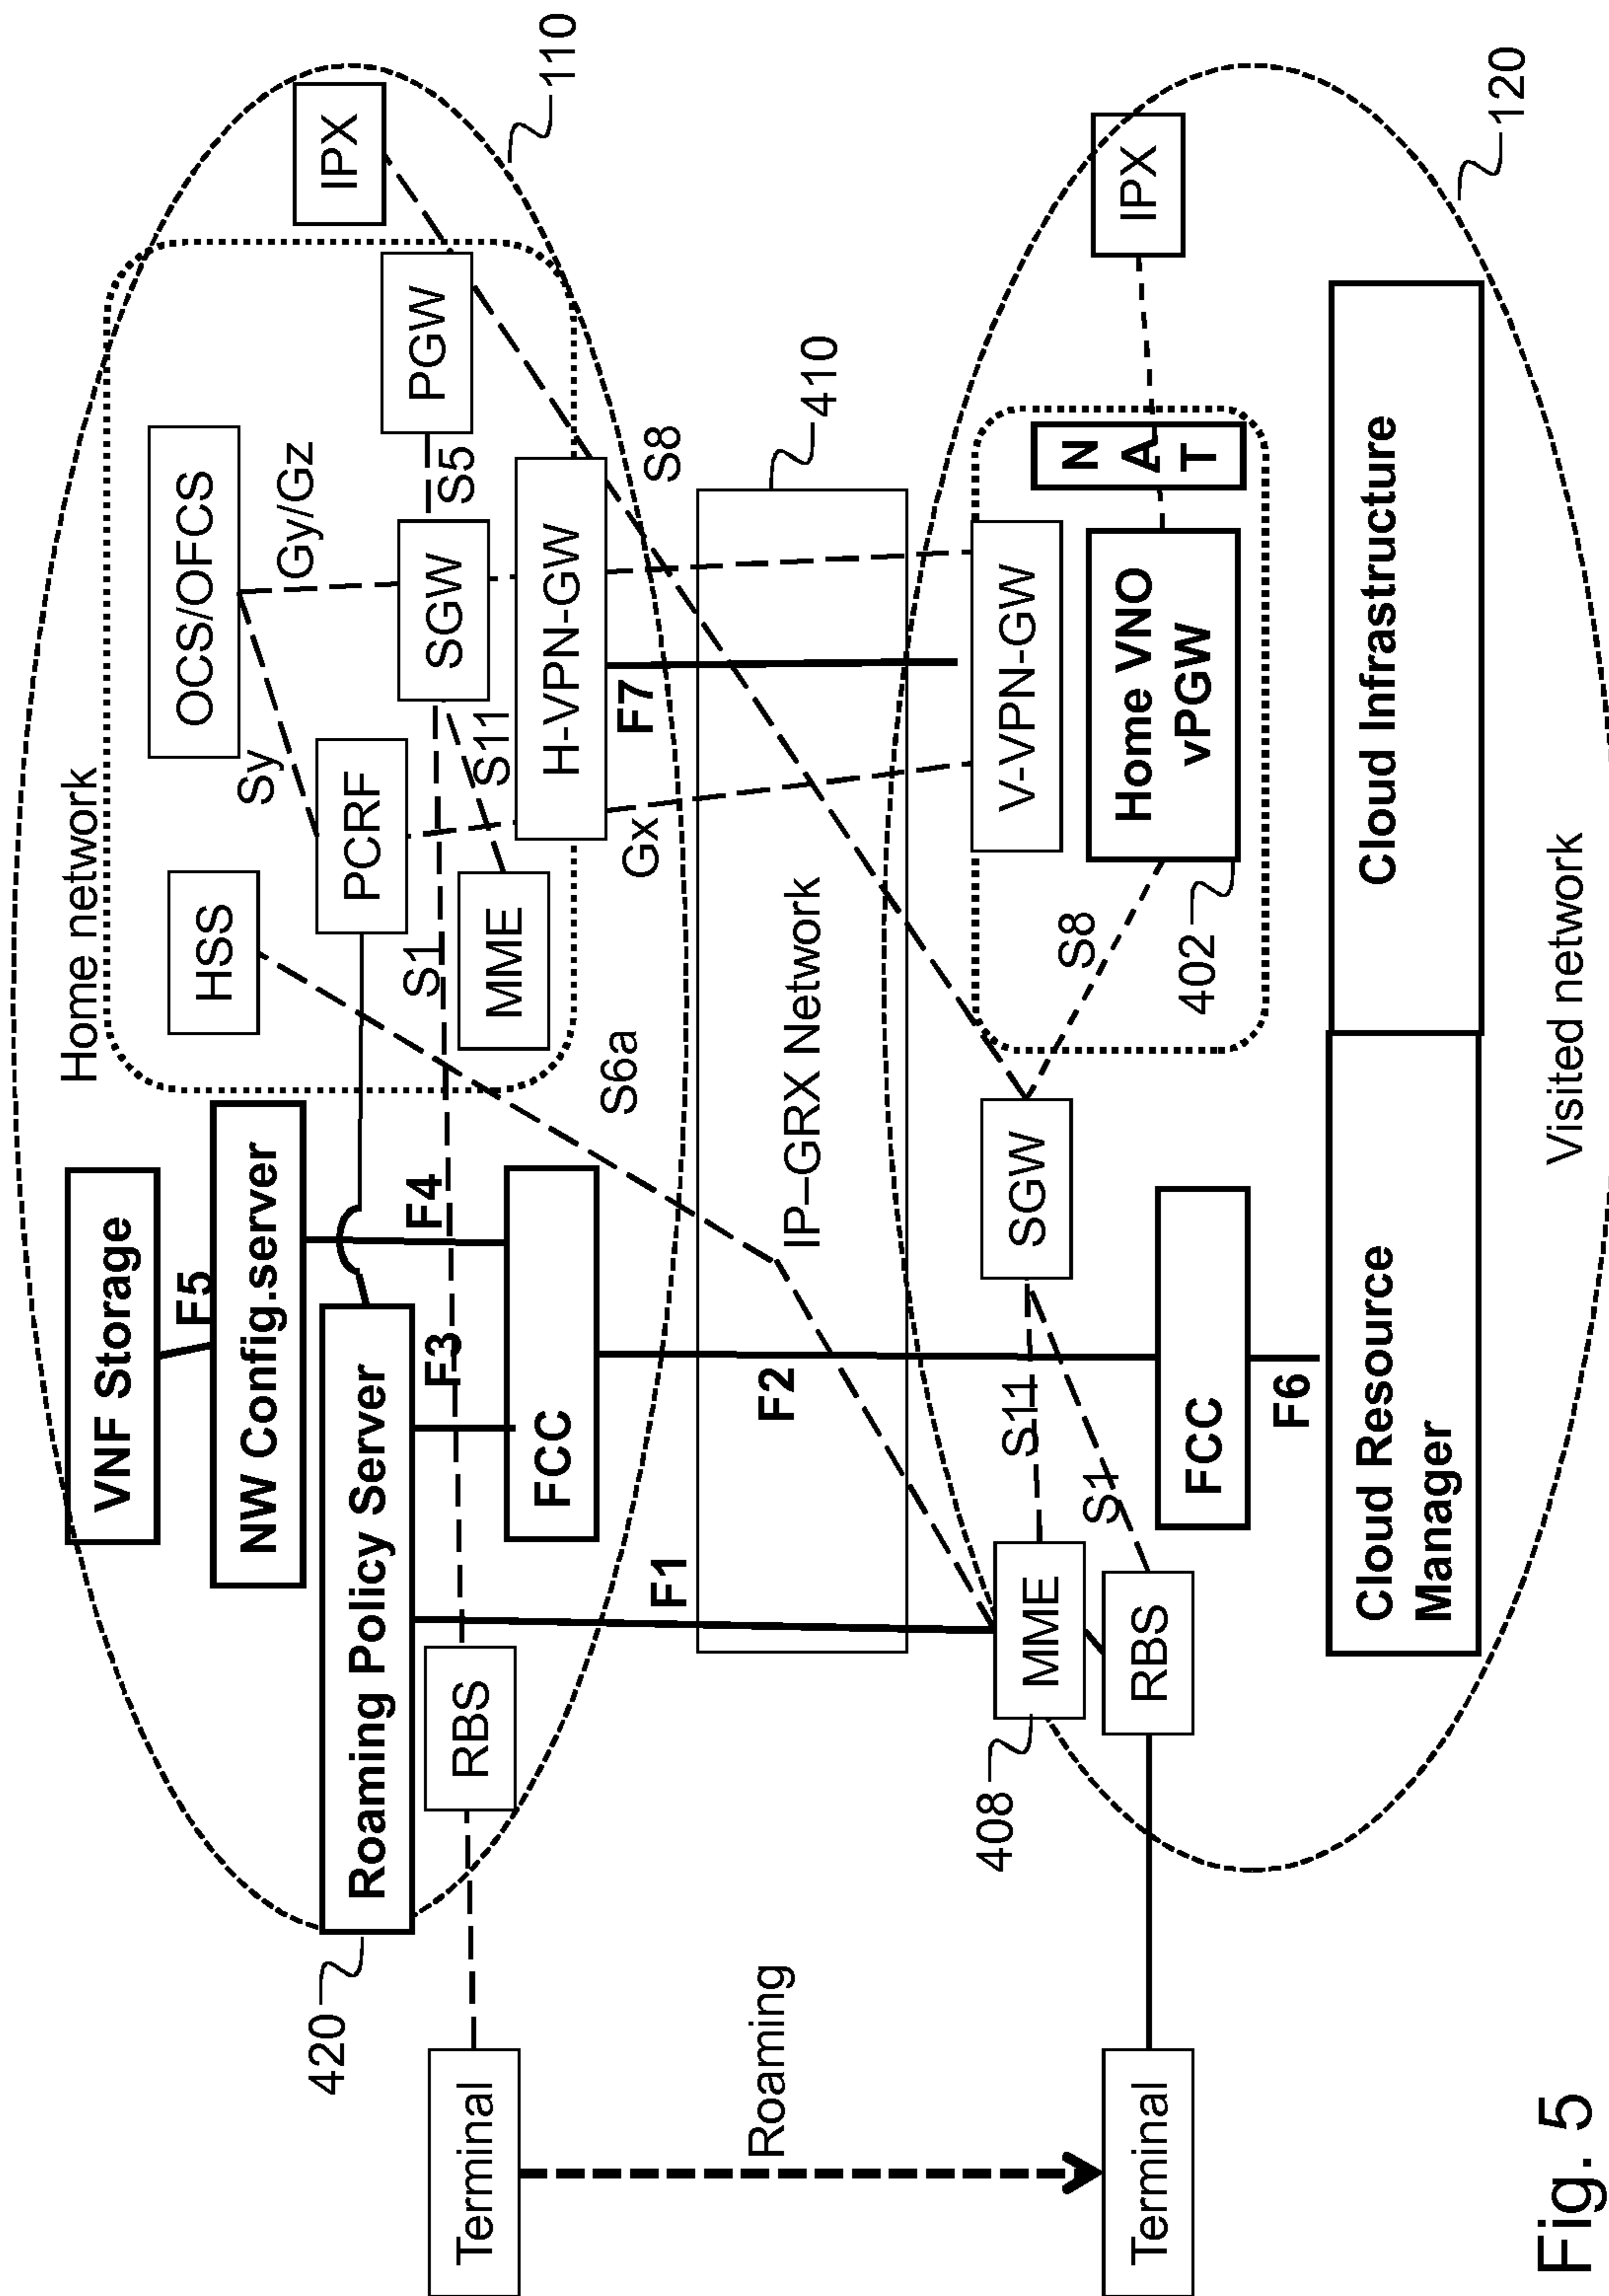 Home network
110
VNF Storage
HSS
OCS/OFCS
IPX
F5
Sy
NW Config.server
PCRF
Gy/Gz
PGW
420
Roaming Policy Server
F4
S1
S5
F3
SGW
Terminal
RBS
MME
S11
FCC
H-VPN-GW
S6a
Gx
F7
S8
F1
Roaming
F2
IP–GRX Network
410
408
MME
S11
SGW
V-VPN-GW
N
A
T
IPX
S8
S1
Terminal
RBS
FCC
402
Home VNO
vPGW
F6
Cloud Resource
Manager
Cloud Infrastructure
120
Visited network
Fig. 5